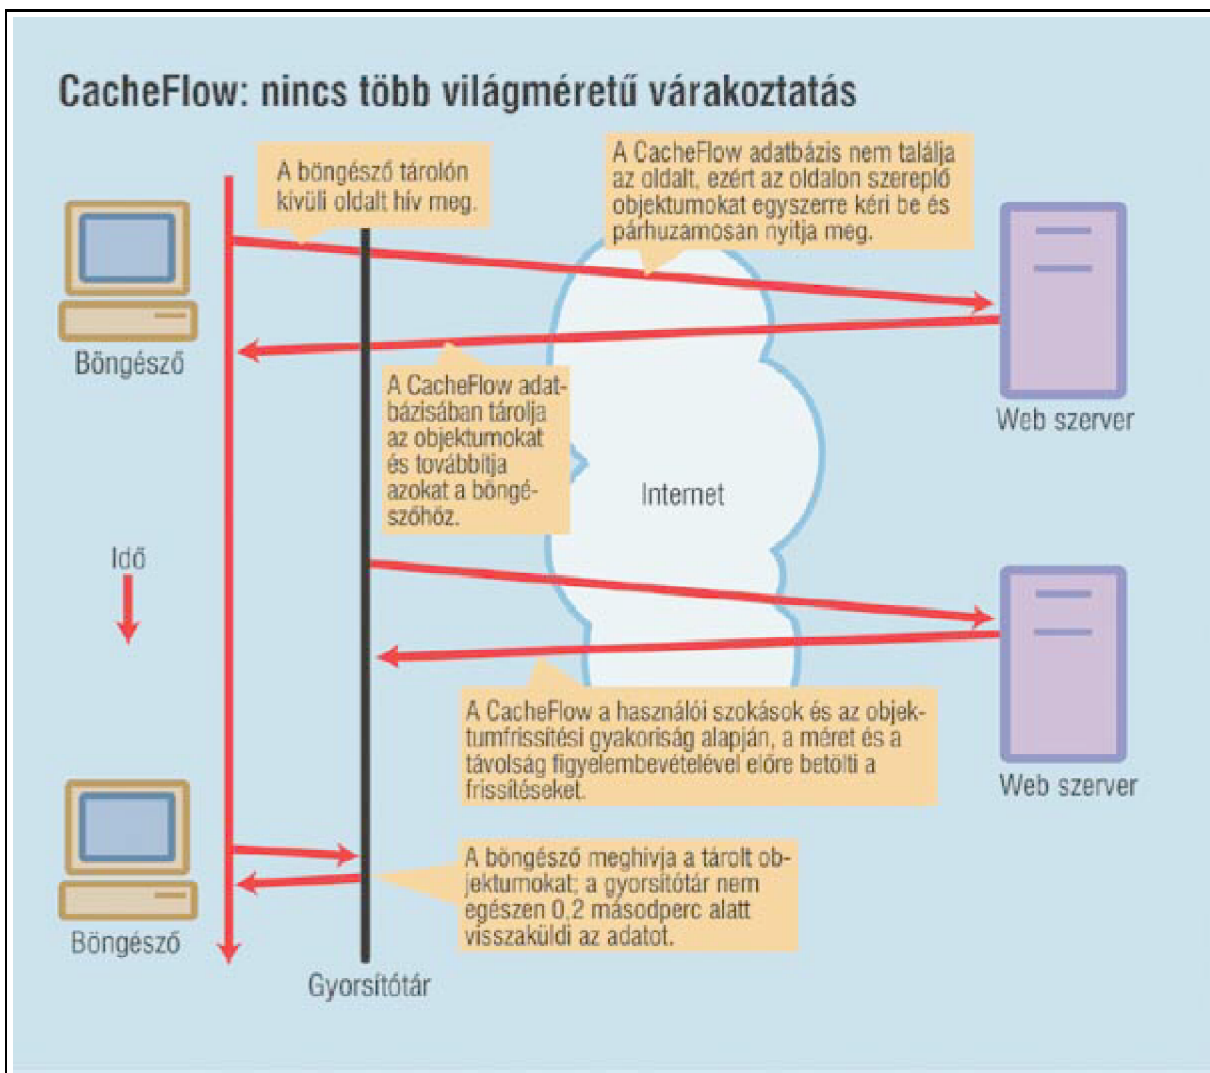 CacheFlow: nincs több világméretű várakoztatás
A böngésző tárolón
kívüli oldalt hív meg.
A CacheFlow adatbázis nem találja
az oldalt, ezért az oldalon szereplő
objektumokat egyszerre kéri be és
párhuzamosan nyitja meg.
Böngésző
Web szerver
A CacheFlow adat-
bázisában tárolja
az objektumokat
és továbbítja
azokat a böngé-
szőhöz.
Internet
Idő
A CacheFlow a használói szokások és az objek-
tumfrissítési gyakoriság alapján, a méret és a
távolság figyelembevételével előre betölti a
frissítéseket.
Web szerver
A böngésző meghívja a tárolt ob-
jektumokat; a gyorsítótár nem
egészen 0,2 másodperc alatt
visszaküldi az adatot.
Böngésző
Gyorsítótár